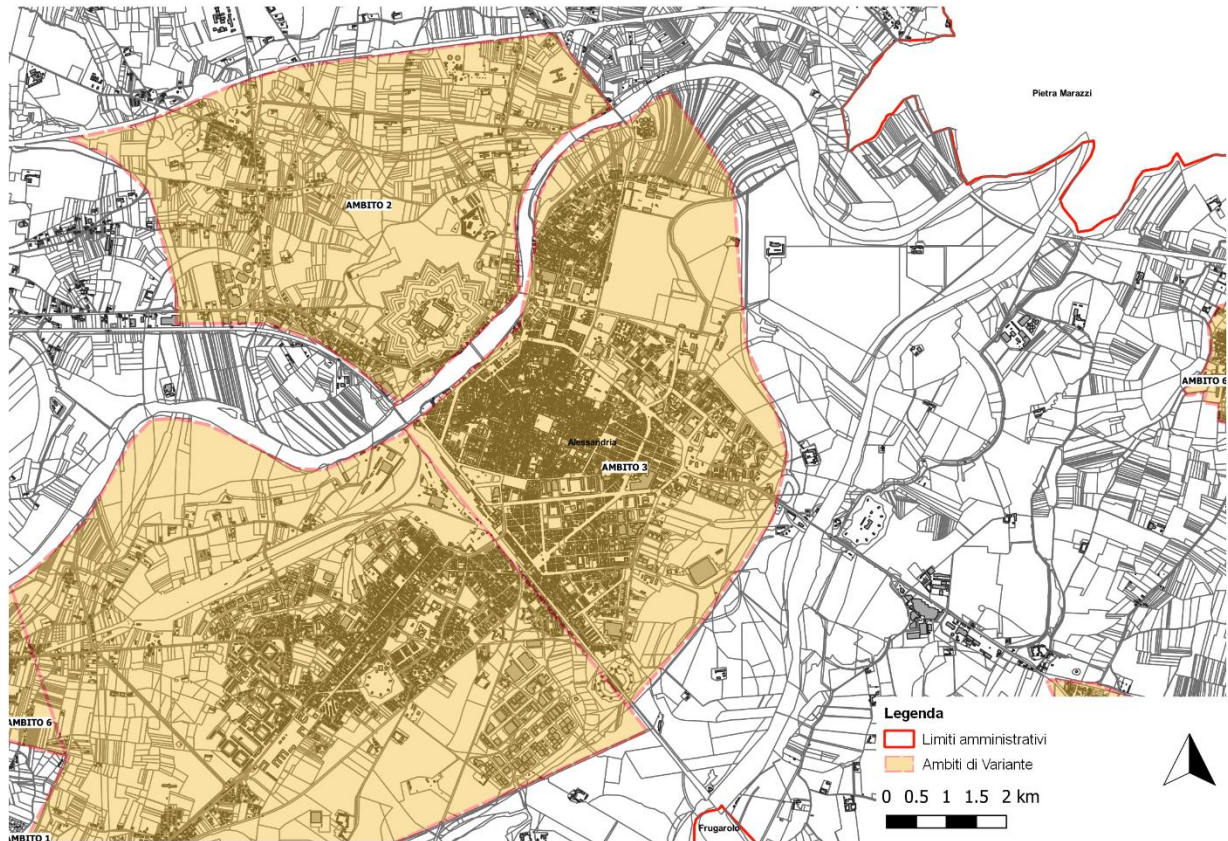 Pietra Marazzi
AMBITO 2
AMBITO 6
Alessandria
AMBITO 3
AMBITO 6
AMBITO 1
Frugarolo
Legenda
Limiti amministrativi
Ambiti di Variante
0 0.5 1 1.5 2 km